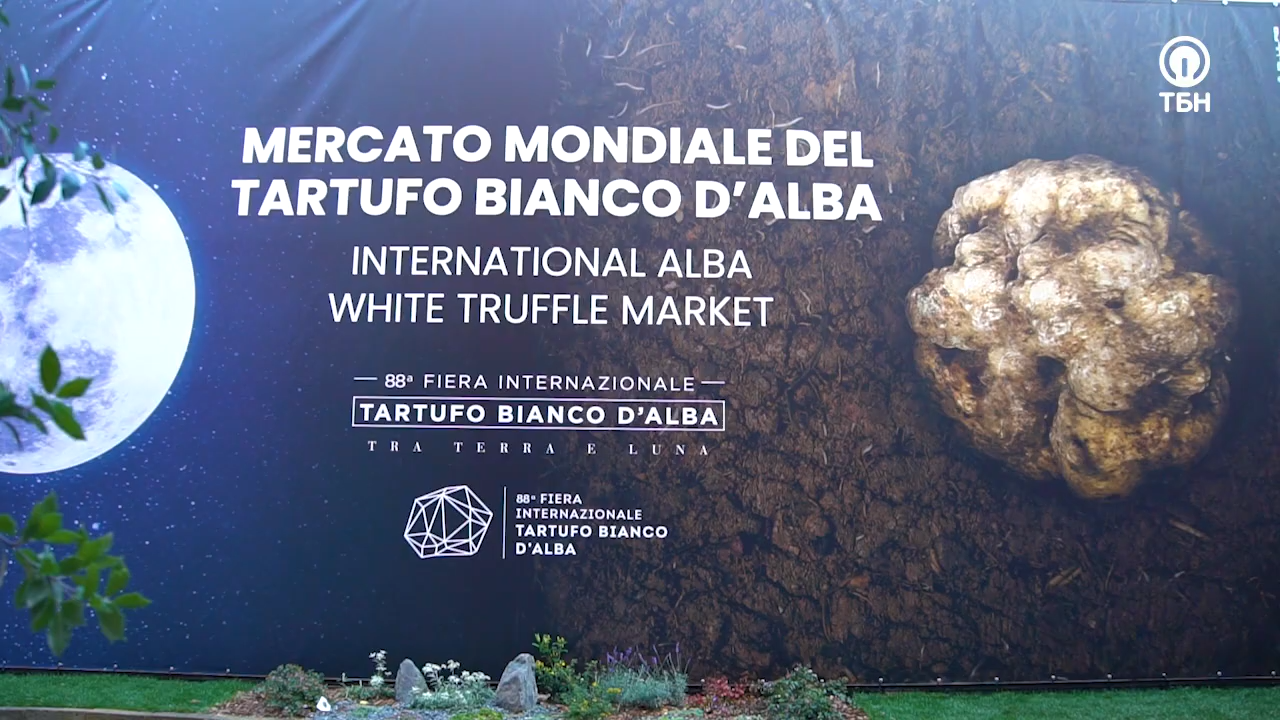 ТБН
MERCATO MONDIALE DEL
TARTUFO BIANCO D'ALBA
INTERNATIONAL ALBA
WHITE TRUFFLE MARKET
88ª FIERA INTERNAZIONALE
TARTUFO BIANCO D'ALBA
TRA TERRA E LUNA
88ª FIERA
INTERNAZIONALE
TARTUFO BIANCO
D'ALBA